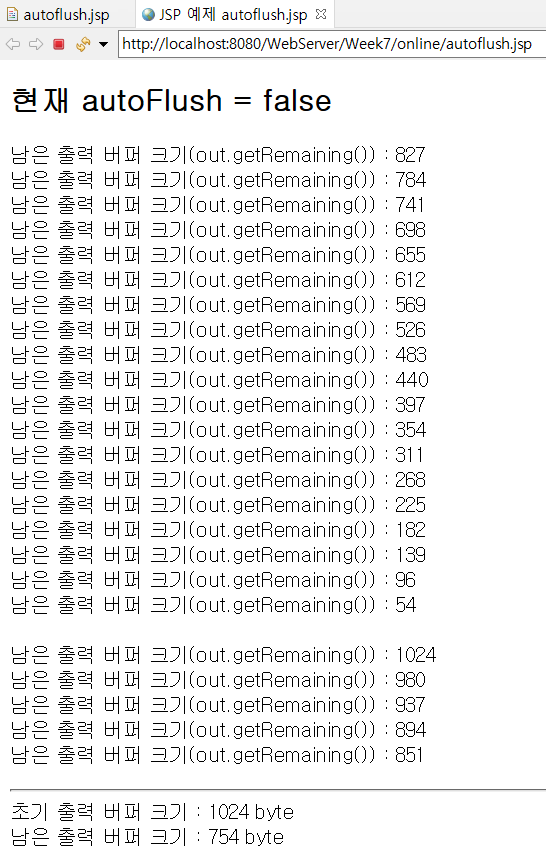 autoflush.jsp
JSP 예제 autoflush.jsp
http://localhost:8080/WebServer/Week7/online/autoflush.jsp
현재 autoFlush = false
남은 출력 버퍼 크기(out.getRemaining()) : 827
남은 출력 버퍼 크기(out.getRemaining()) : 784
남은 출력 버퍼 크기(out.getRemaining()) : 741
남은 출력 버퍼 크기(out.getRemaining()) : 698
남은 출력 버퍼 크기(out.getRemaining()) : 655
남은 출력 버퍼 크기(out.getRemaining()) : 612
남은 출력 버퍼 크기(out.getRemaining()) : 569
남은 출력 버퍼 크기(out.getRemaining()) : 526
남은 출력 버퍼 크기(out.getRemaining()) : 483
남은 출력 버퍼 크기(out.getRemaining()) : 440
남은 출력 버퍼 크기(out.getRemaining()) : 397
남은 출력 버퍼 크기(out.getRemaining()) : 354
남은 출력 버퍼 크기(out.getRemaining()) : 311
남은 출력 버퍼 크기(out.getRemaining()) : 268
남은 출력 버퍼 크기(out.getRemaining()) : 225
남은 출력 버퍼 크기(out.getRemaining()) : 182
남은 출력 버퍼 크기(out.getRemaining()) : 139
남은 출력 버퍼 크기(out.getRemaining()) : 96
남은 출력 버퍼 크기(out.getRemaining()) : 54
남은 출력 버퍼 크기(out.getRemaining()) : 1024
남은 출력 버퍼 크기(out.getRemaining()) : 980
남은 출력 버퍼 크기(out.getRemaining()) : 937
남은 출력 버퍼 크기(out.getRemaining()) : 894
남은 출력 버퍼 크기(out.getRemaining()) : 851
초기 출력 버퍼 크기 : 1024 byte
남은 출력 버퍼 크기 : 754 byte